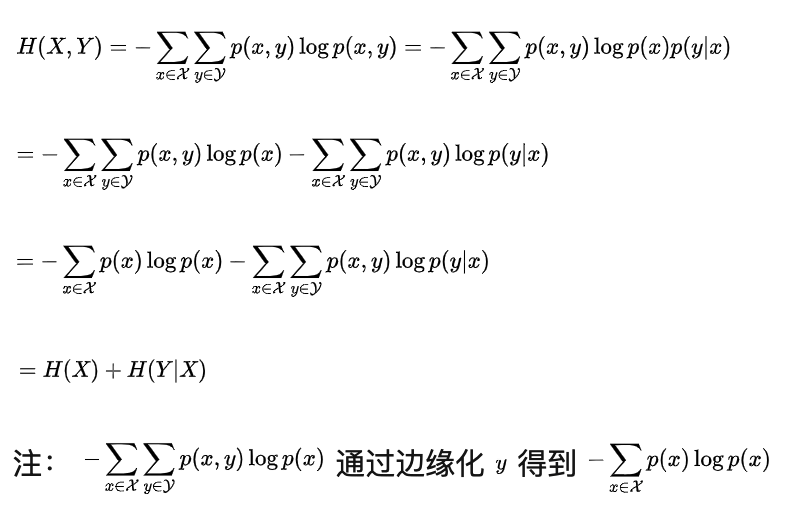 H(X,Y) = −∑_{x∈𝒳}∑_{y∈𝒴} p(x,y) log p(x,y) = −∑_{x∈𝒳}∑_{y∈𝒴} p(x,y) log p(x)p(y|x)
= −∑_{x∈𝒳}∑_{y∈𝒴} p(x,y) log p(x) − ∑_{x∈𝒳}∑_{y∈𝒴} p(x,y) log p(y|x)
= −∑_{x∈𝒳} p(x) log p(x) − ∑_{x∈𝒳}∑_{y∈𝒴} p(x,y) log p(y|x)
= H(X) + H(Y|X)
注： −∑_{x∈𝒳}∑_{y∈𝒴} p(x,y) log p(x) 通过边缘化 y 得到 −∑_{x∈𝒳} p(x) log p(x)